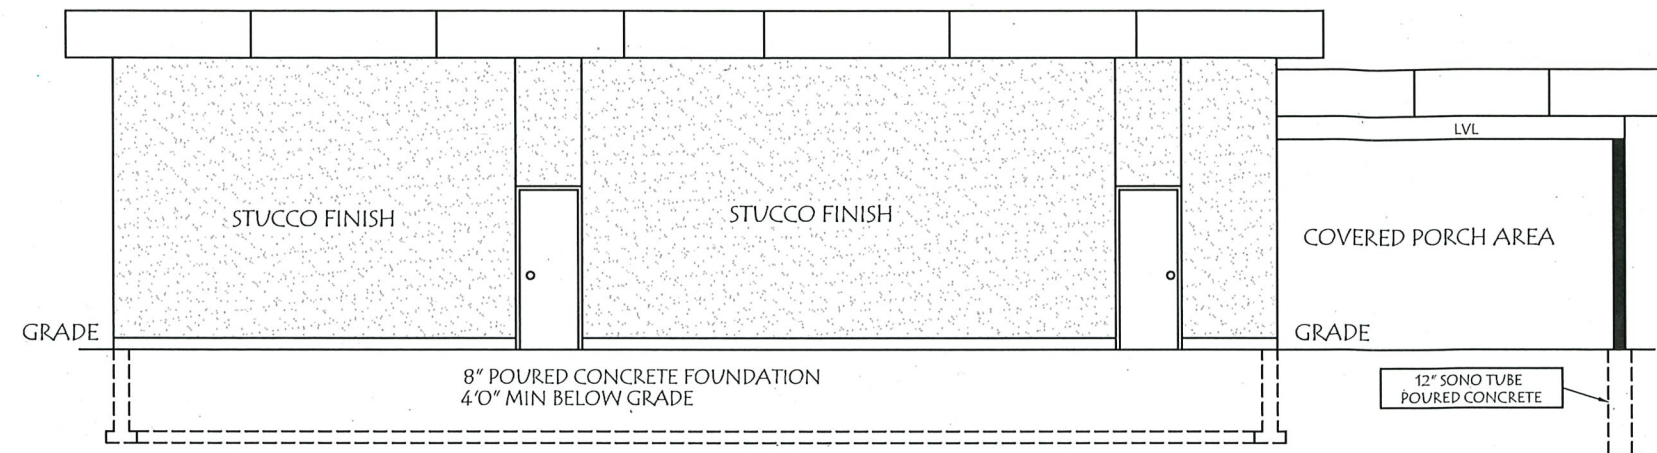 LVL
STUCCO FINISH
STUCCO FINISH
COVERED PORCH AREA
GRADE
GRADE
8" POURED CONCRETE FOUNDATION
4'0" MIN BELOW GRADE
12" SONO TUBE
POURED CONCRETE